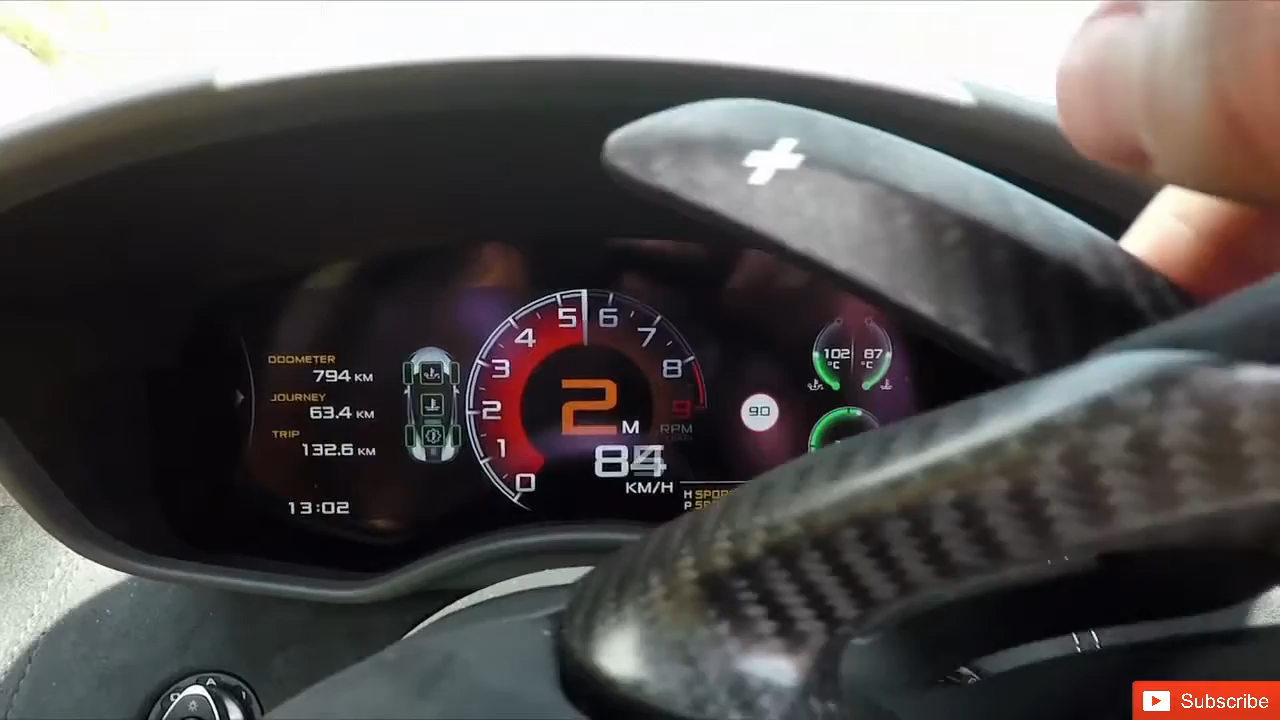 ODOMETER
794 KM
JOURNEY
63.4 KM
TRIP
132.6 KM
13:02
0
1
2
3
4
5
6
7
8
9
RPM
2 M
84
KM/H
90
102 °C
87 °C
H SPOR
P
A
Subscribe